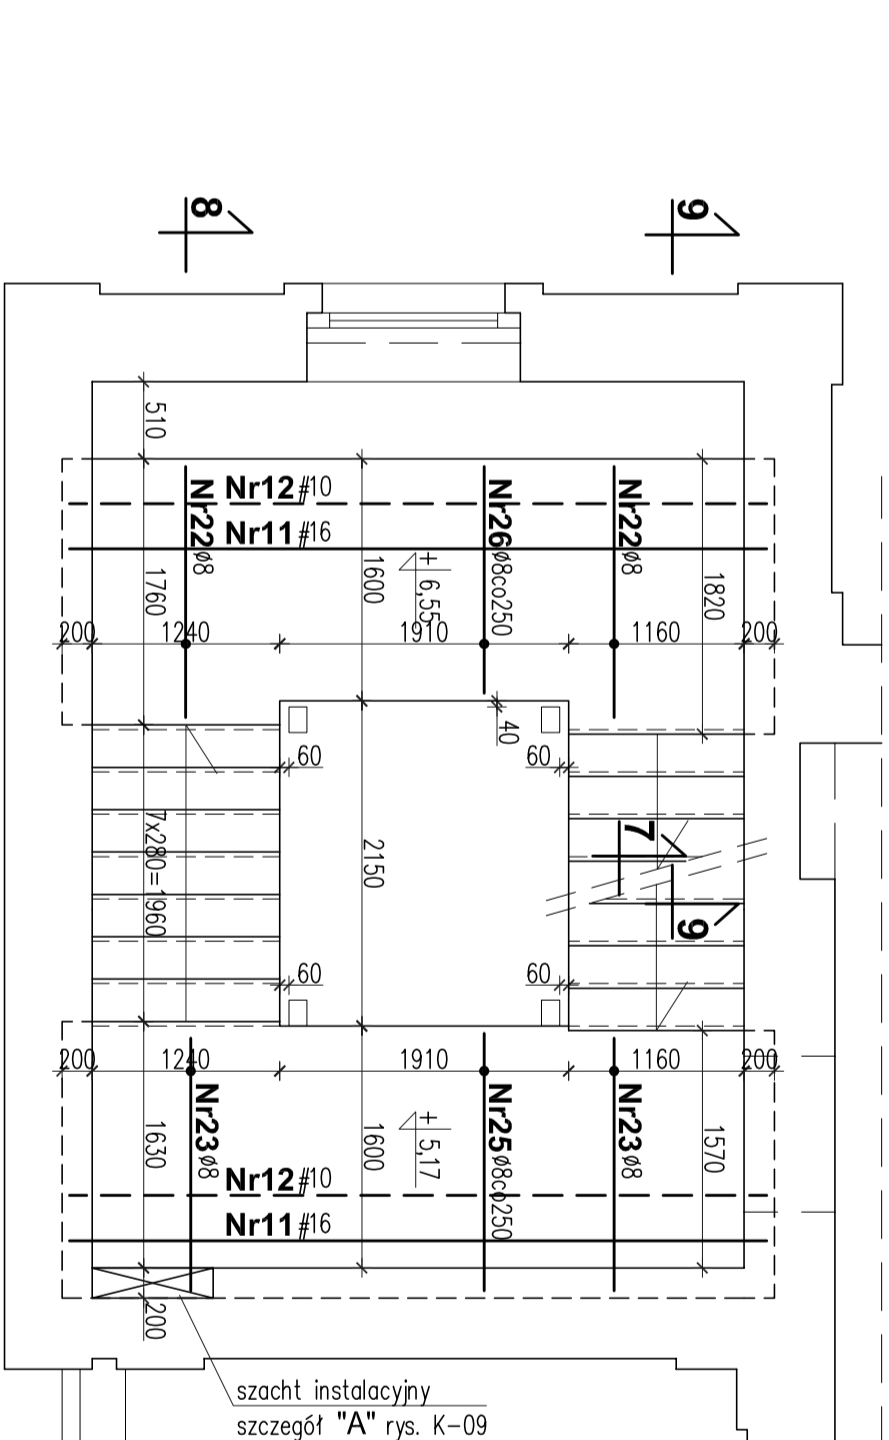 8
9
510
Nr22ø8
Nr12#10
Nr26ø8co250
Nr22ø8
Nr11#16
1760
1600
+ 6,55
1820
200
1240
1910
1160
200
40
60
60
7x280=1960
2150
7
9
60
60
200
1240
1910
1160
200
Nr23ø8
Nr25ø8co250
Nr23ø8
1630
1600
+ 5,17
1570
Nr12#10
Nr11#16
200
szacht instalacyjny
szczegół "A" rys. K-09